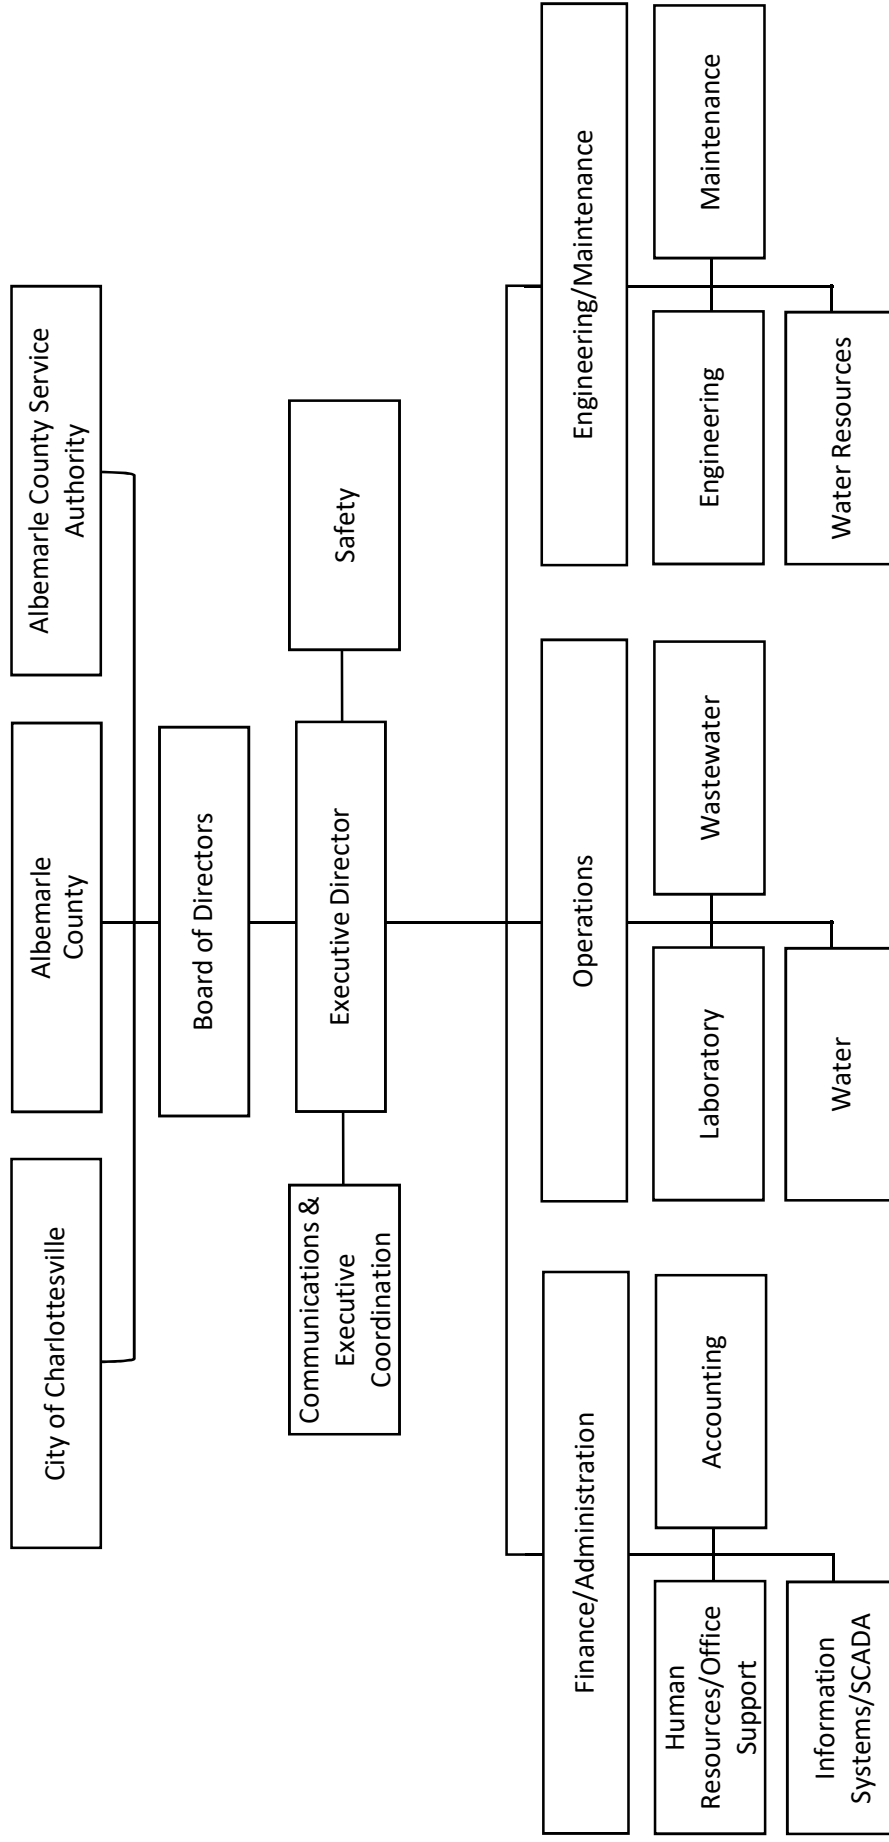 City of Charlottesville
Albemarle
County
Albemarle County Service
Authority
Board of Directors
Communications &
Executive
Coordination
Executive Director
Safety
Finance/Administration
Operations
Engineering/Maintenance
Human
Resources/Office
Support
Accounting
Laboratory
Wastewater
Engineering
Maintenance
Information
Systems/SCADA
Water
Water Resources